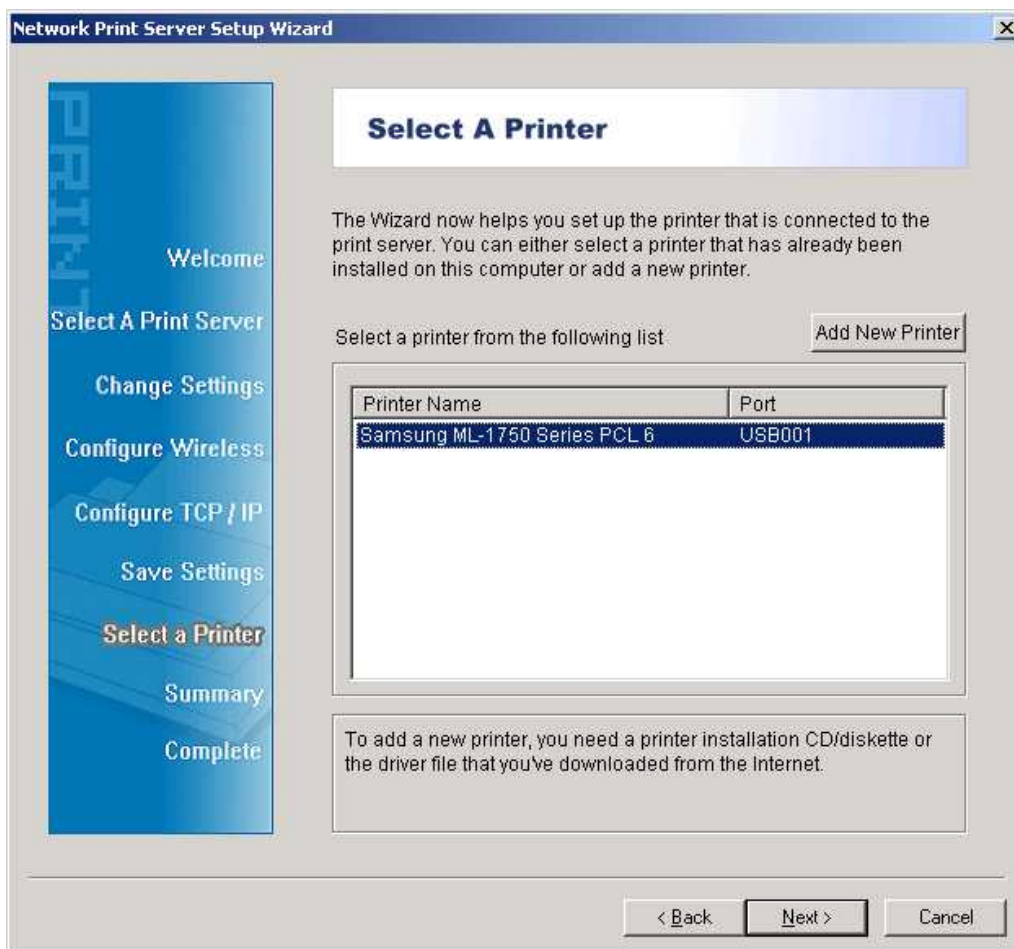 Network Print Server Setup Wizard
PRINT
Welcome
Select A Print Server
Change Settings
Configure Wireless
Configure TCP / IP
Save Settings
Select a Printer
Summary
Complete
Select A Printer
The Wizard now helps you set up the printer that is connected to the
print server. You can either select a printer that has already been
installed on this computer or add a new printer.
Select a printer from the following list
Add New Printer
Printer Name Port
Samsung ML-1750 Series PCL 6 USB001
To add a new printer, you need a printer installation CD/diskette or
the driver file that you've downloaded from the Internet.
< Back Next > Cancel